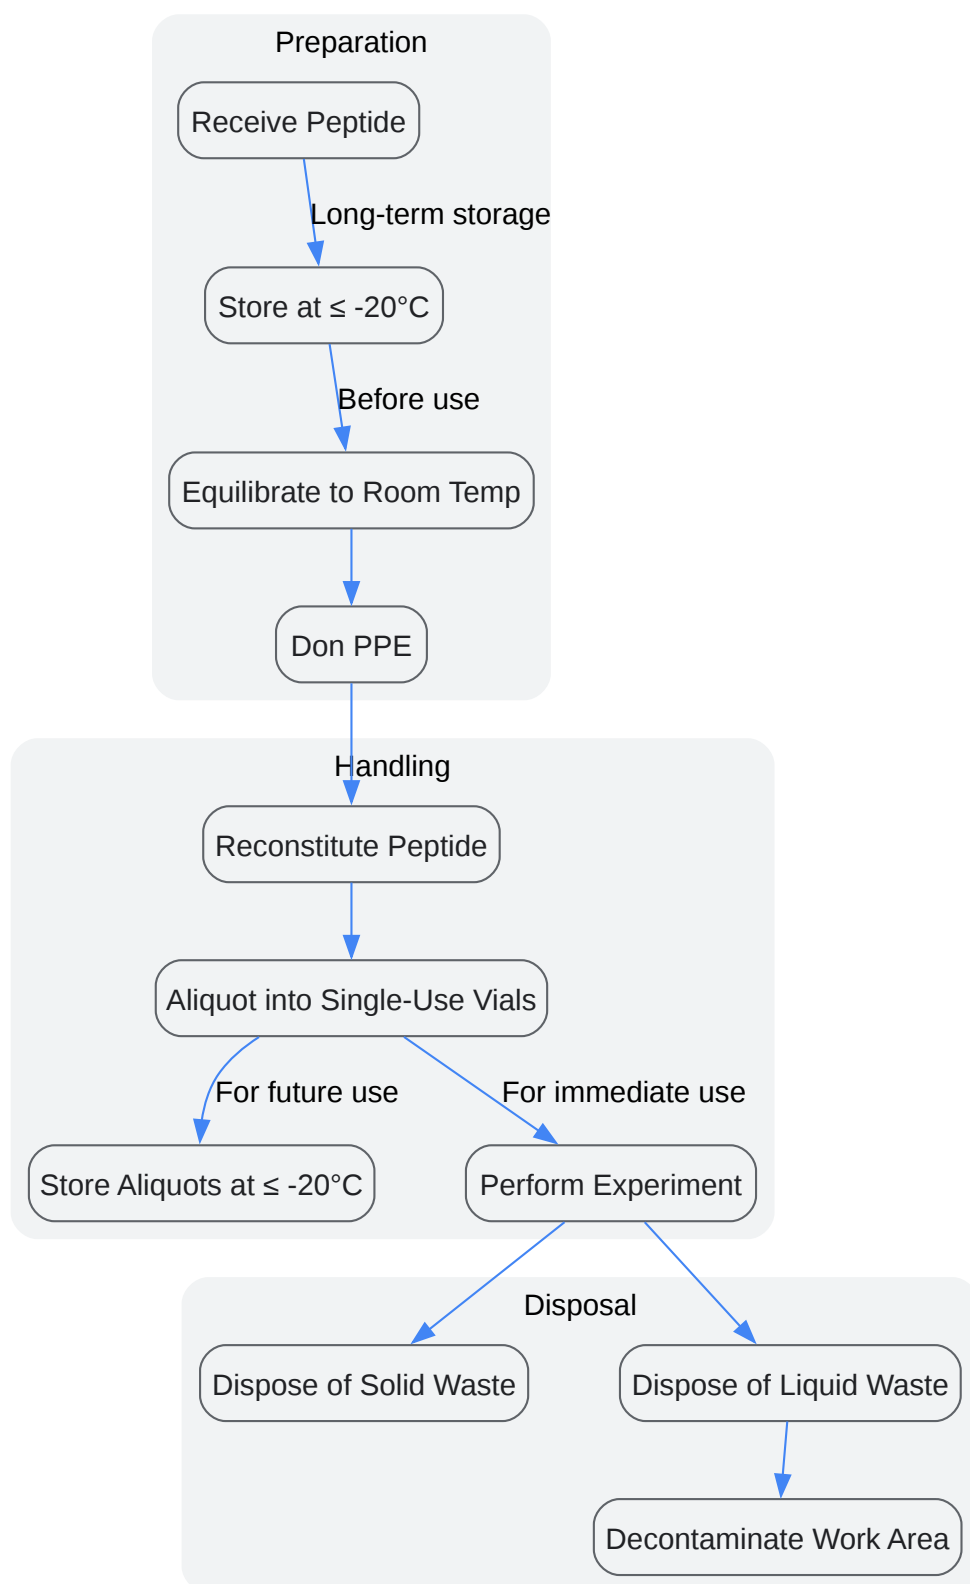 Preparation
Receive Peptide
Long-term storage
Store at ≤ -20°C
Before use
Equilibrate to Room Temp
Don PPE
Handling
Reconstitute Peptide
Aliquot into Single-Use Vials
For future use
For immediate use
Store Aliquots at ≤ -20°C
Perform Experiment
Disposal
Dispose of Solid Waste
Dispose of Liquid Waste
Decontaminate Work Area